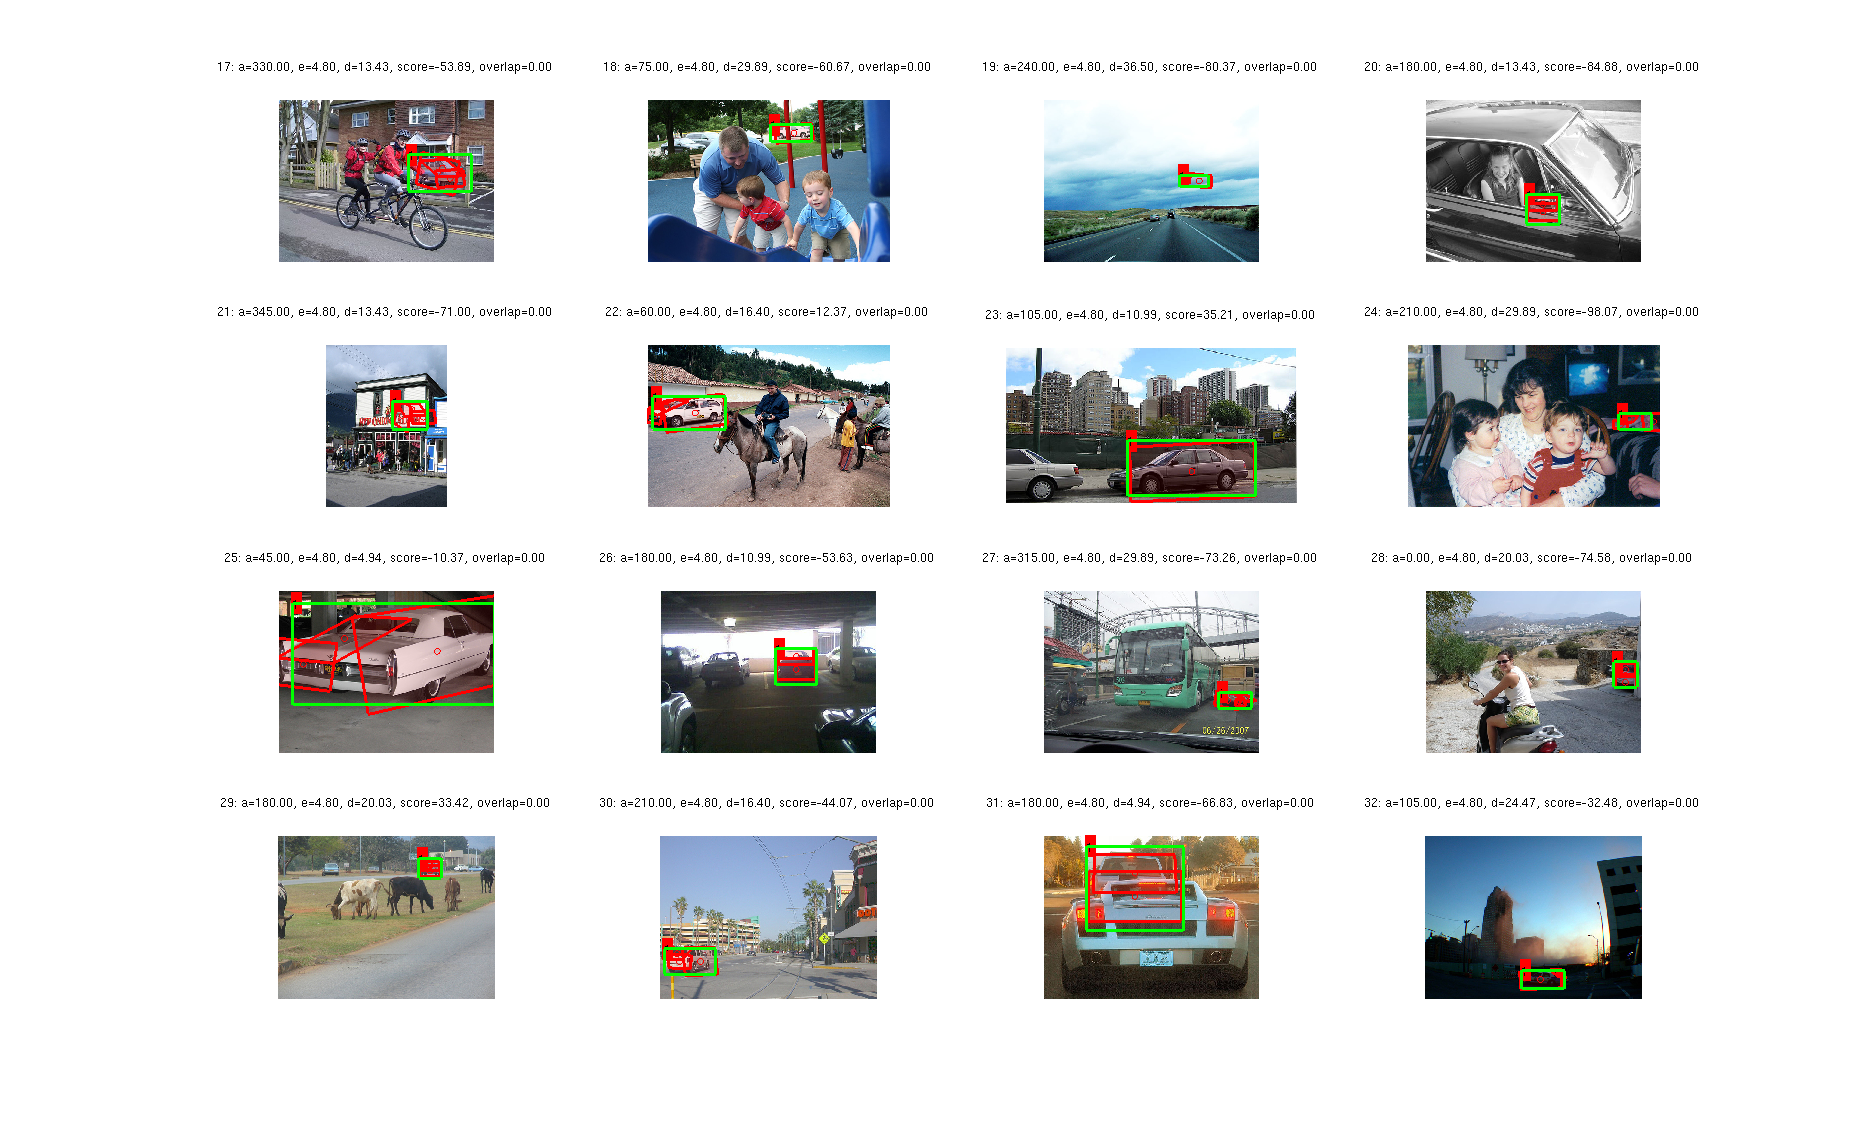 17: a=330.00, e=4.80, d=13.43, score=-53.89, overlap=0.00
18: a=75.00, e=4.80, d=29.89, score=-60.67, overlap=0.00
19: a=240.00, e=4.80, d=36.50, score=-80.37, overlap=0.00
20: a=180.00, e=4.80, d=13.43, score=-84.88, overlap=0.00
21: a=345.00, e=4.80, d=13.43, score=-71.00, overlap=0.00
22: a=60.00, e=4.80, d=16.40, score=12.37, overlap=0.00
23: a=105.00, e=4.80, d=10.99, score=35.21, overlap=0.00
24: a=210.00, e=4.80, d=29.89, score=-98.07, overlap=0.00
25: a=45.00, e=4.80, d=4.94, score=-10.37, overlap=0.00
26: a=180.00, e=4.80, d=10.99, score=-53.63, overlap=0.00
27: a=315.00, e=4.80, d=29.89, score=-73.26, overlap=0.00
28: a=0.00, e=4.80, d=20.03, score=-74.58, overlap=0.00
06/26/2007
29: a=180.00, e=4.80, d=20.03, score=33.42, overlap=0.00
30: a=210.00, e=4.80, d=16.40, score=-44.07, overlap=0.00
31: a=180.00, e=4.80, d=4.94, score=-66.83, overlap=0.00
32: a=105.00, e=4.80, d=24.47, score=-32.48, overlap=0.00